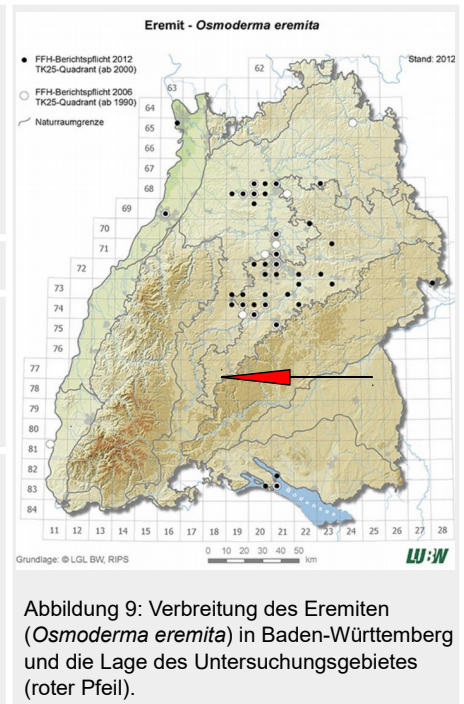 Eremit - Osmoderma eremita
FFH-Berichtspflicht 2012
TK25-Quadrant (ab 2000)
FFH-Berichtspflicht 2006
TK25-Quadrant (ab 1990)
Naturraumgrenze
Stand: 2012
62
63
64
65
66
67
68
69
70
71
72
73
74
75
76
77
78
79
80
81
82
83
84
11 12 13 14 15 16 17 18 19 20 21 22 23 24 25 26 27 28
Grundlage: © LGL BW, RIPS
0 10 20 30 40 50
km
LUBW
Abbildung 9: Verbreitung des Eremiten
(Osmoderma eremita) in Baden-Württemberg
und die Lage des Untersuchungsgebietes
(roter Pfeil).